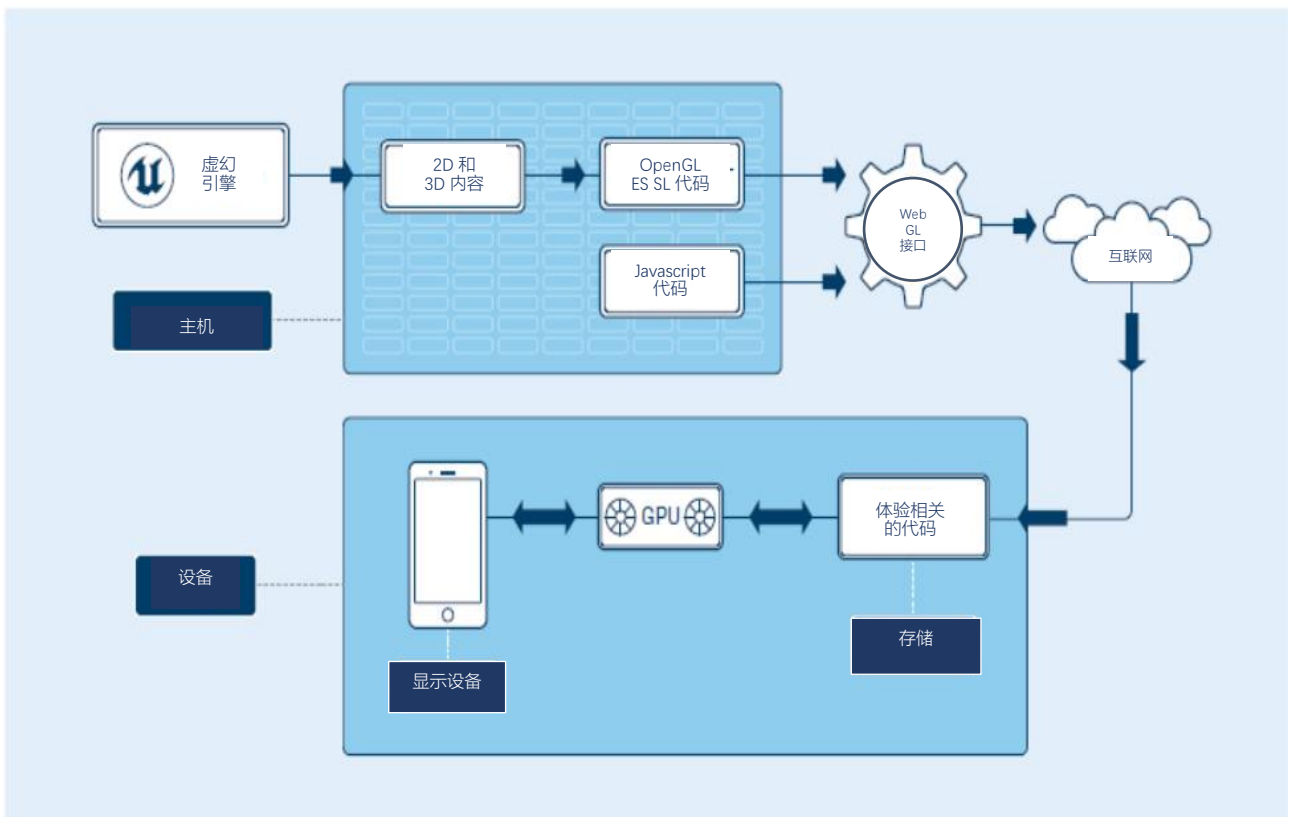 虚幻
引擎
2D 和
3D 内容
OpenGL
ES SL 代码
Web
GL
接口
互联网
Javascript
代码
主机
GPU
体验相关
的代码
设备
存储
显示设备